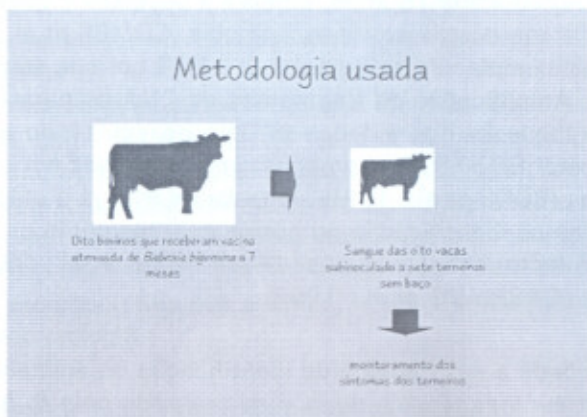 Metodologia usada
Oito bovinos que receberam vacina
atenuada de Babesia bigemina a 7
meses
Sangue das oito vacas
subinoculado a sete terneiros
sem baço
monitoramento dos
sintomas dos terneiros